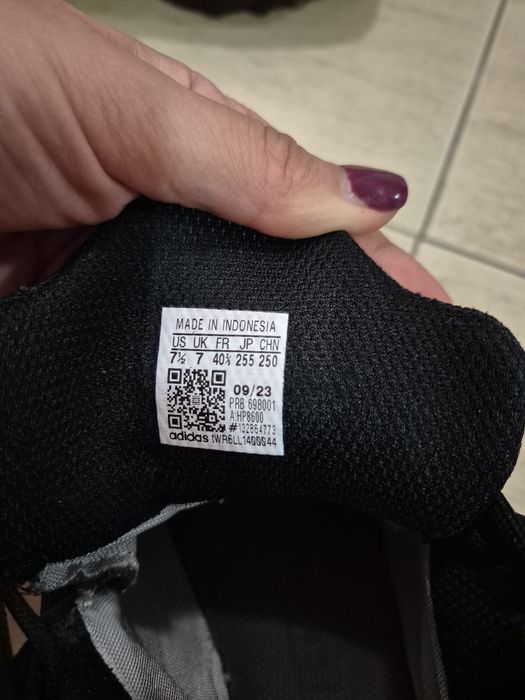 MADE IN INDONESIA
US UK FR JP CHN
7½ 7 40⅔ 255 250
09/23
PRB 698001
A:HP8600
#132864773
adidas tWR6LL1400044